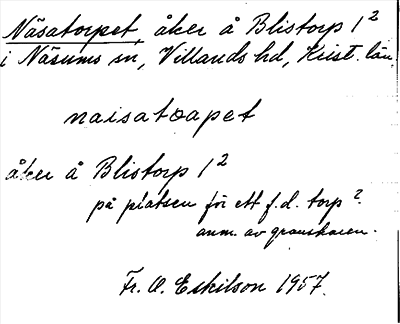 Näsatorpet, åker å Blistorp 1²
i Näsums sn, Villands hd, Krist. län.
naisatoapet
åker å Blistorp 1²
på platsen för ett f.d. torp?
anm. av granskaren.
Fr. O. Eskilson 1957.